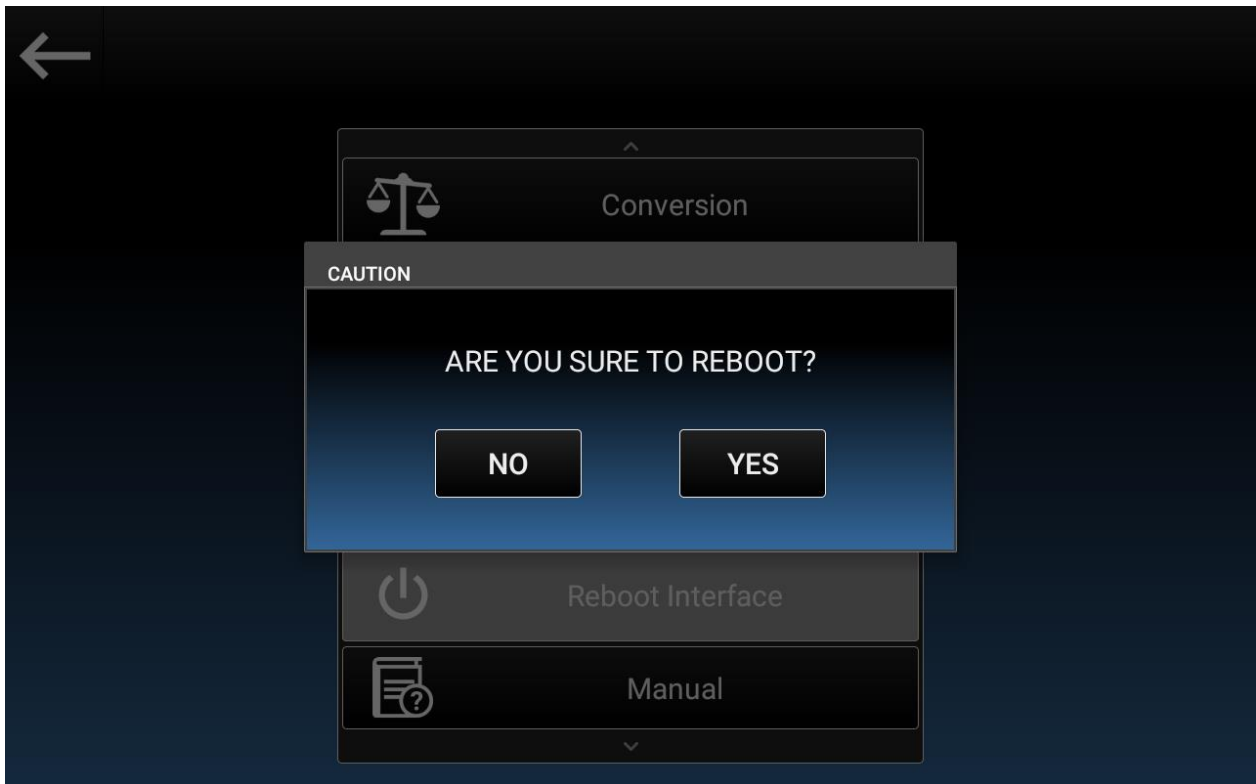 Conversion
CAUTION
ARE YOU SURE TO REBOOT?
NO
YES
Reboot Interface
Manual